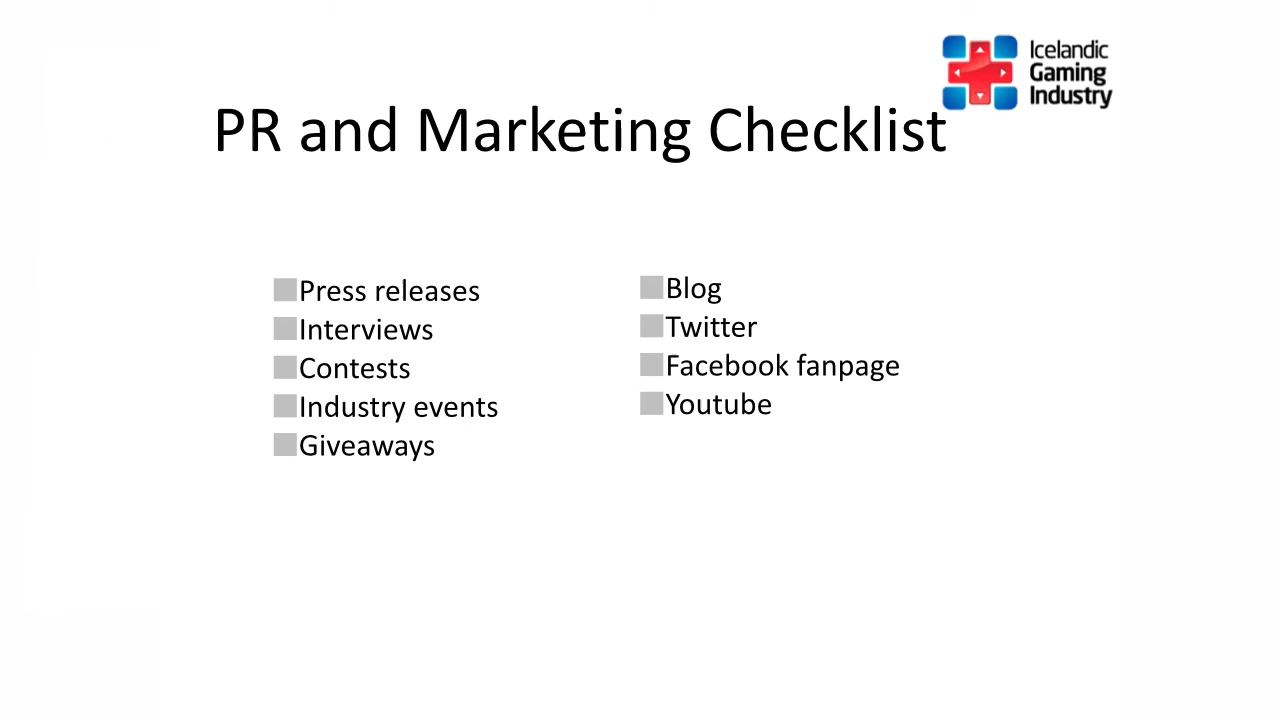 Icelandic
Gaming
Industry
PR and Marketing Checklist
Press releases
Interviews
Contests
Industry events
Giveaways
Blog
Twitter
Facebook fanpage
Youtube